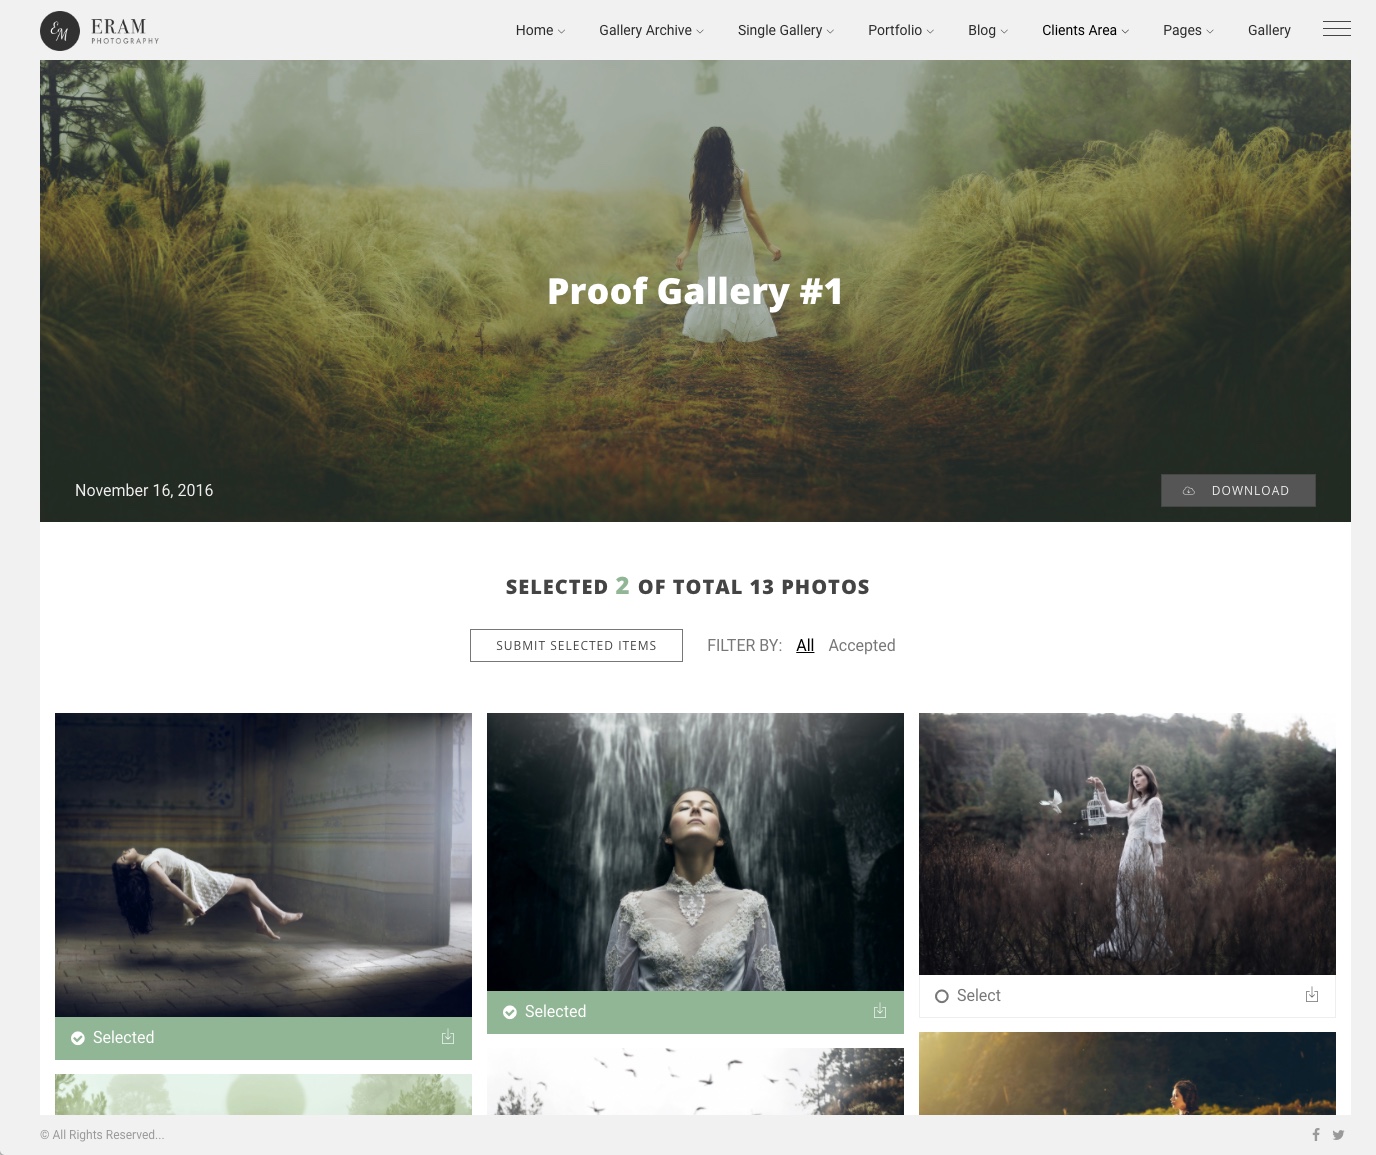 EM
ERAM
PHOTOGRAPHY
Home Gallery Archive Single Gallery Portfolio Blog Clients Area Pages Gallery
Proof Gallery #1
November 16, 2016
DOWNLOAD
SELECTED 2 OF TOTAL 13 PHOTOS
SUBMIT SELECTED ITEMS
FILTER BY: All Accepted
Selected
Selected
Select
© All Rights Reserved...